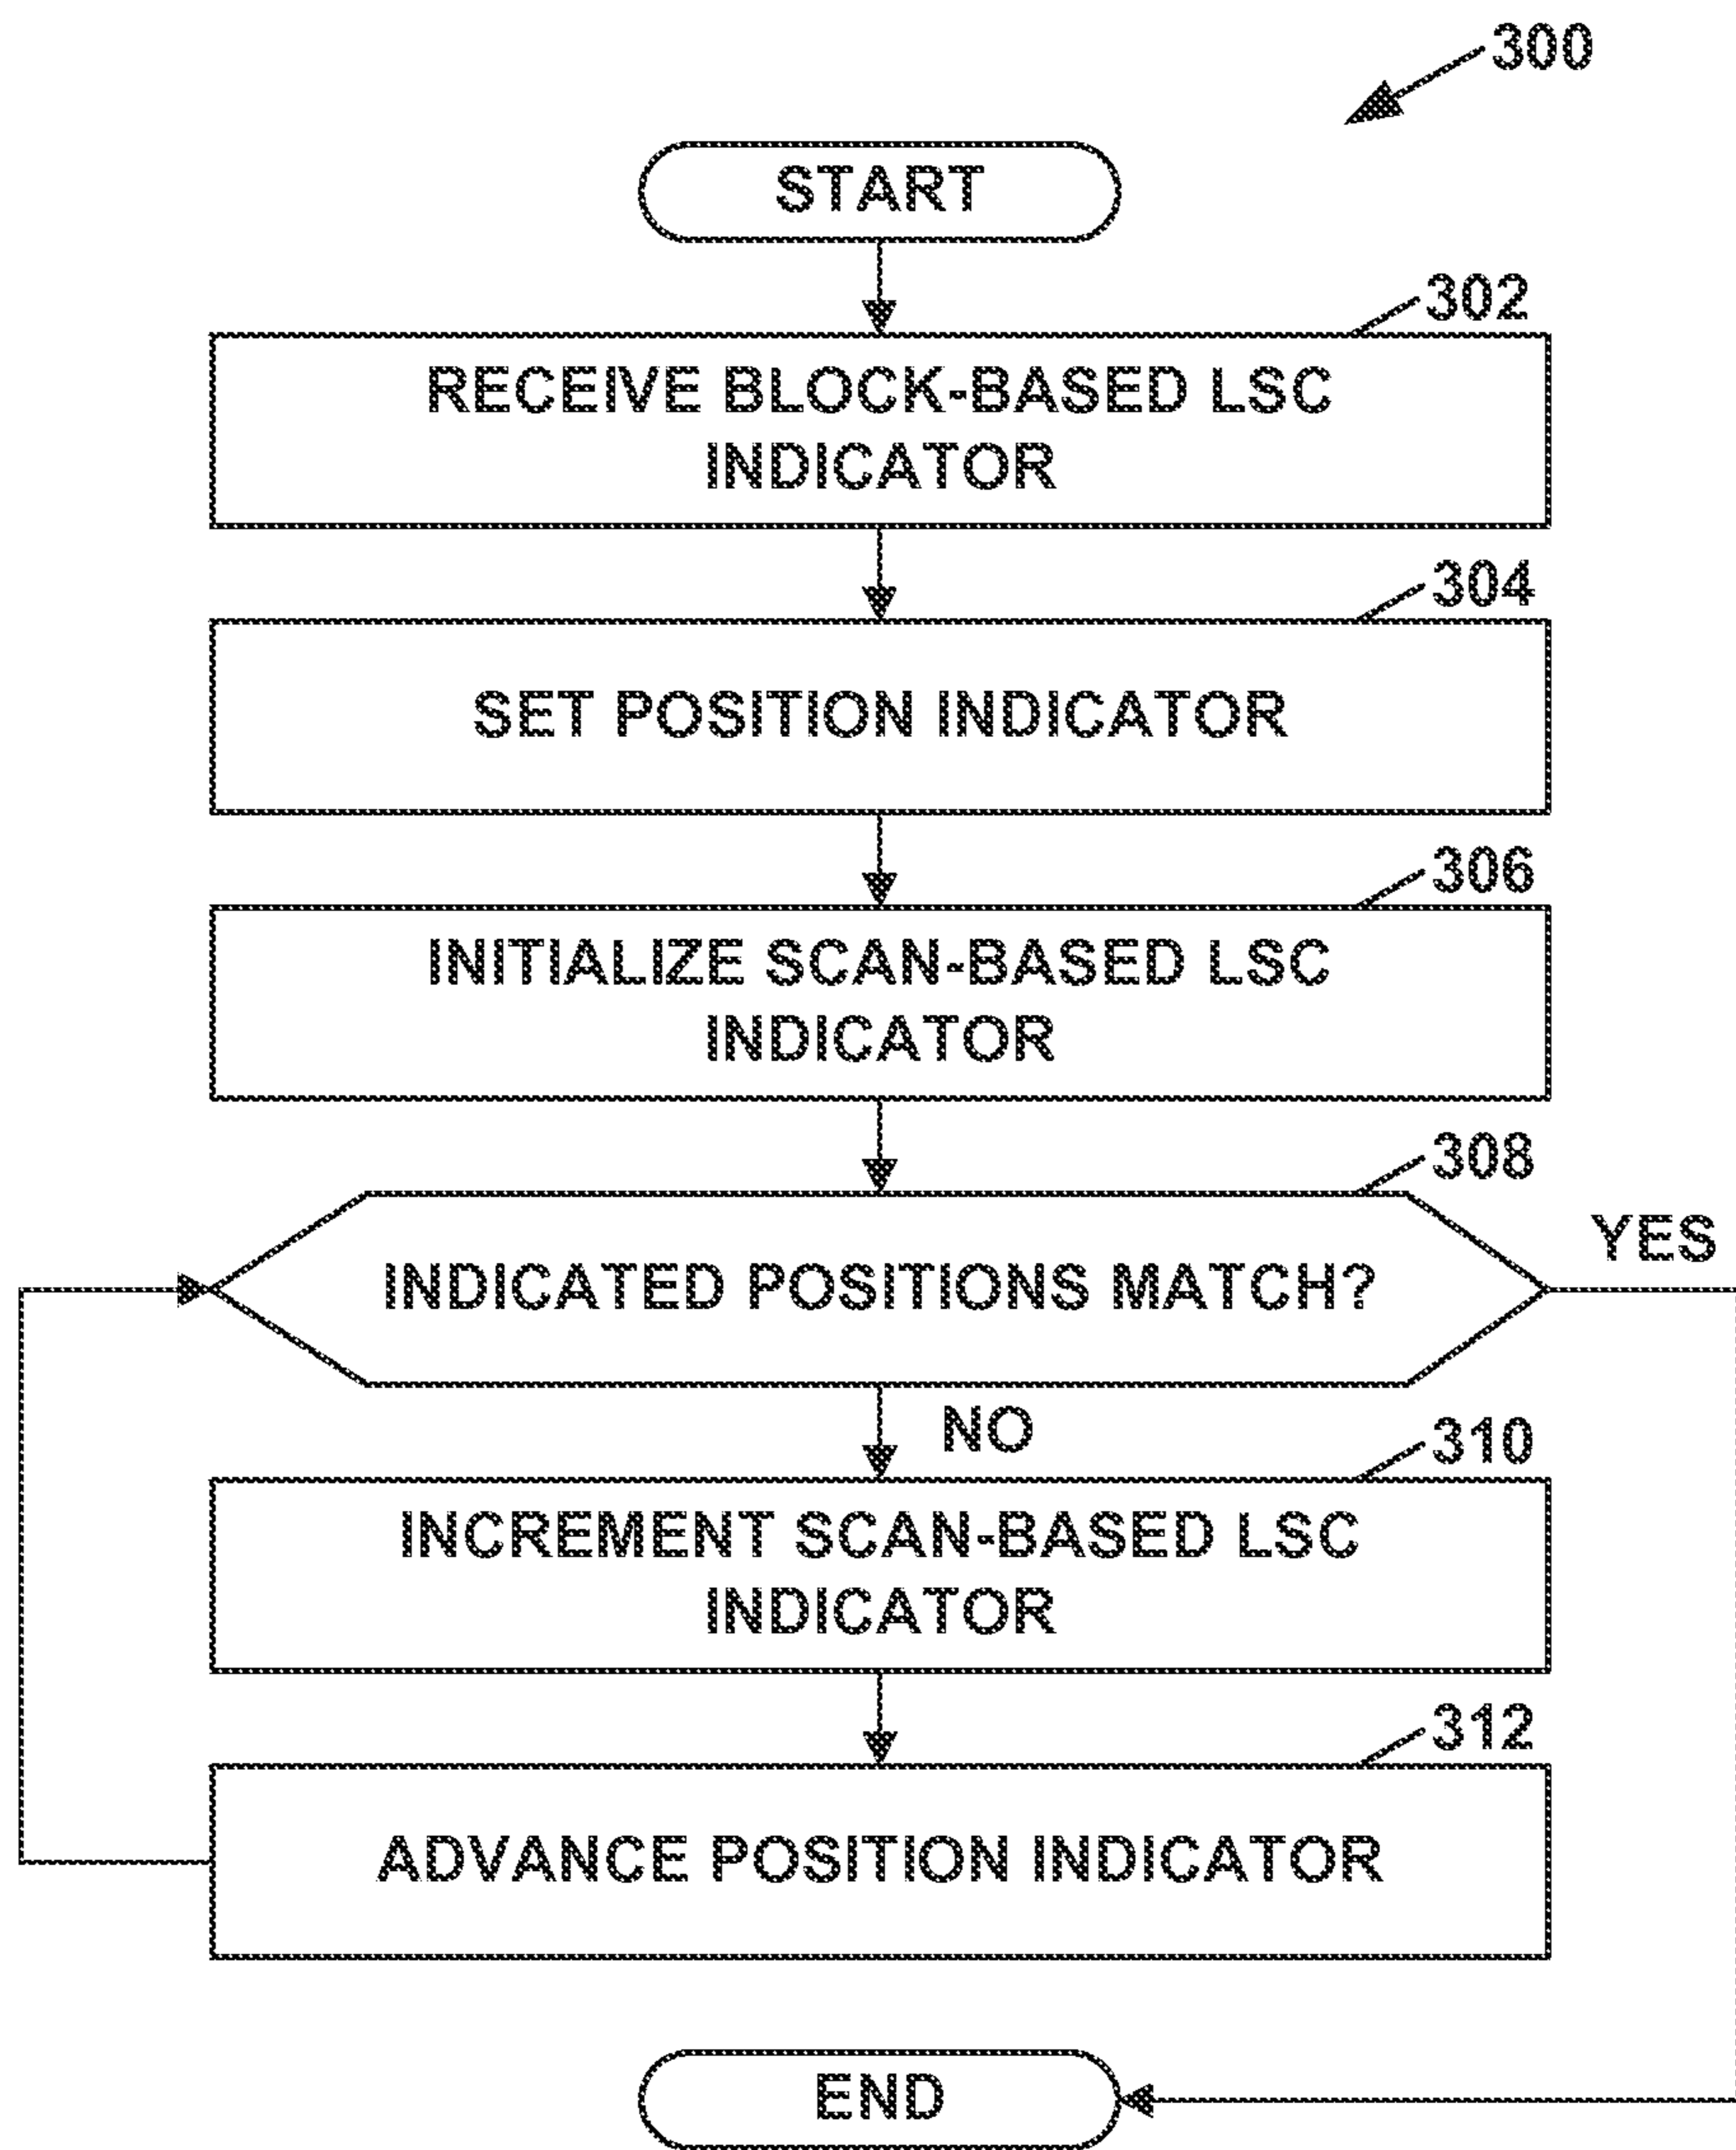 300
START
302
RECEIVE BLOCK-BASED LSC
INDICATOR
304
SET POSITION INDICATOR
306
INITIALIZE SCAN-BASED LSC
INDICATOR
308
YES
INDICATED POSITIONS MATCH?
NO
310
INCREMENT SCAN-BASED LSC
INDICATOR
312
ADVANCE POSITION INDICATOR
END